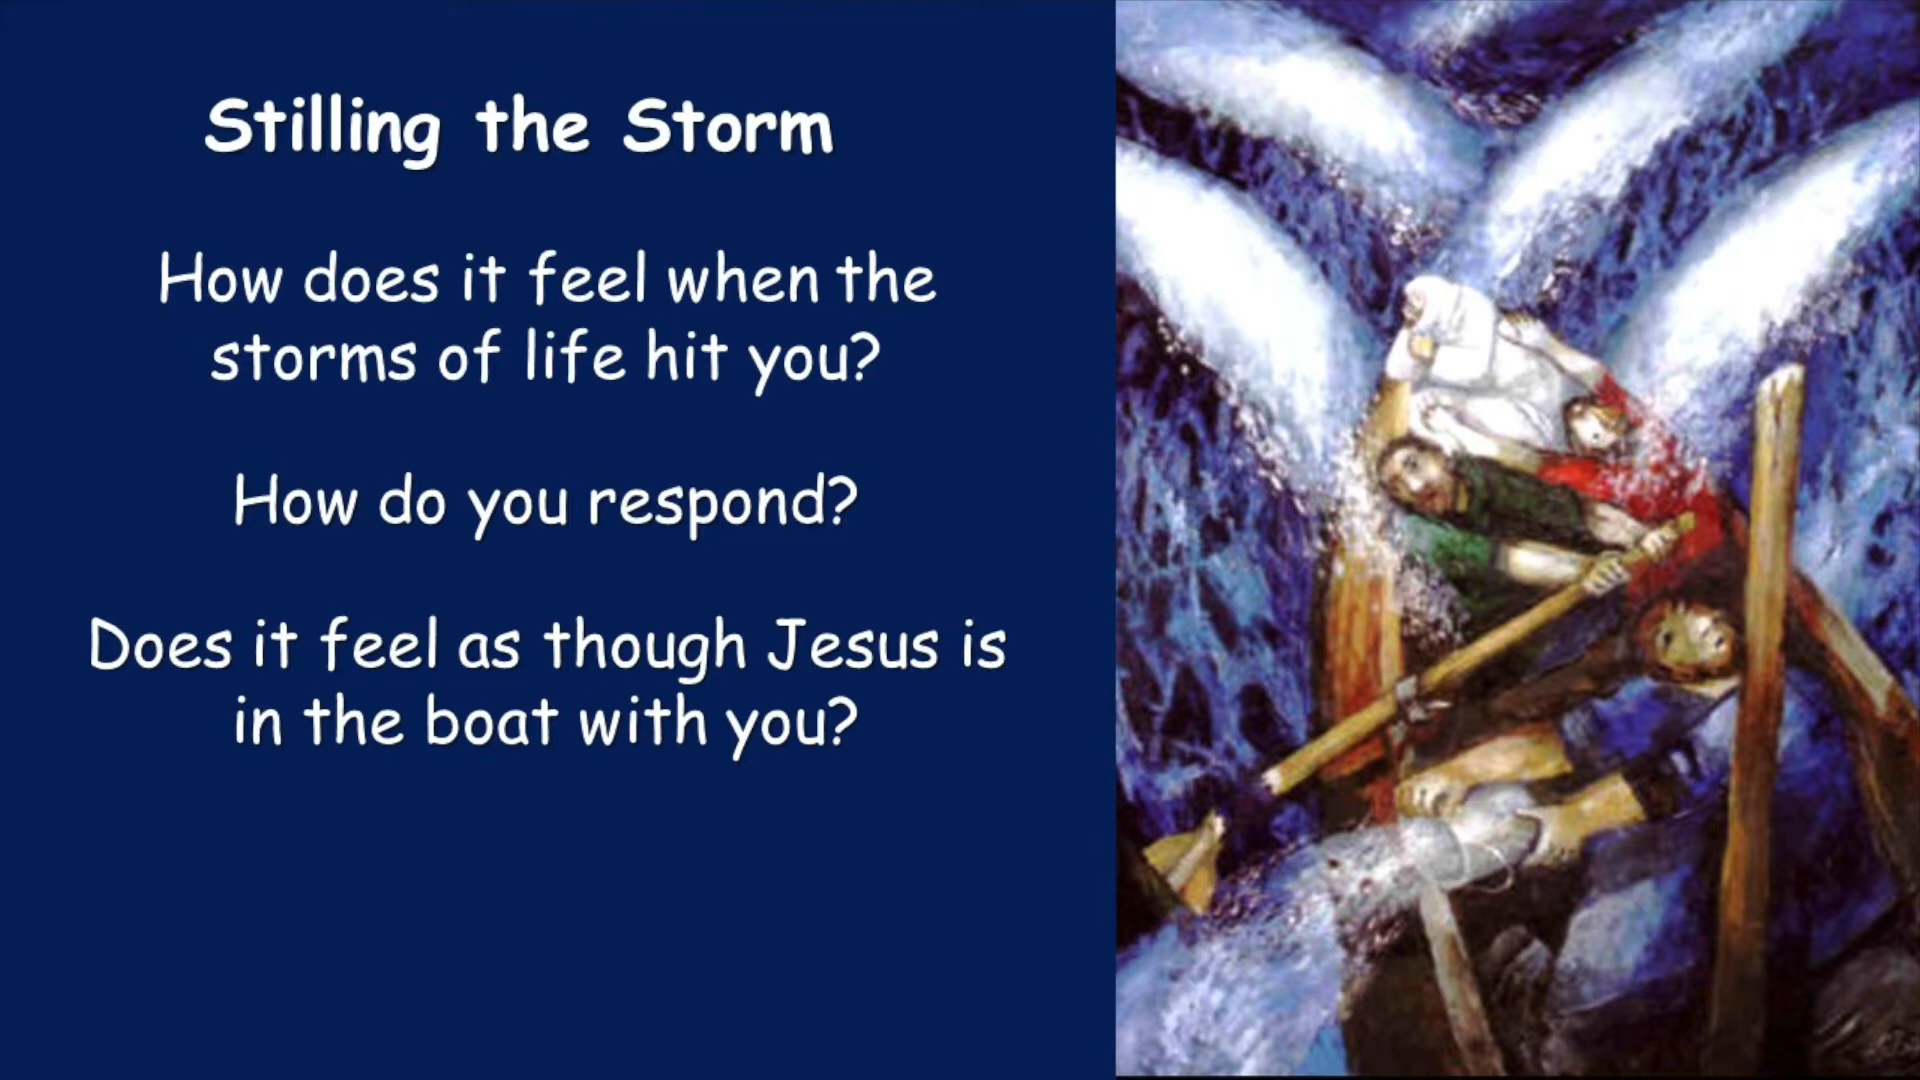 Stilling the Storm
How does it feel when the
storms of life hit you?
How do you respond?
Does it feel as though Jesus is
in the boat with you?